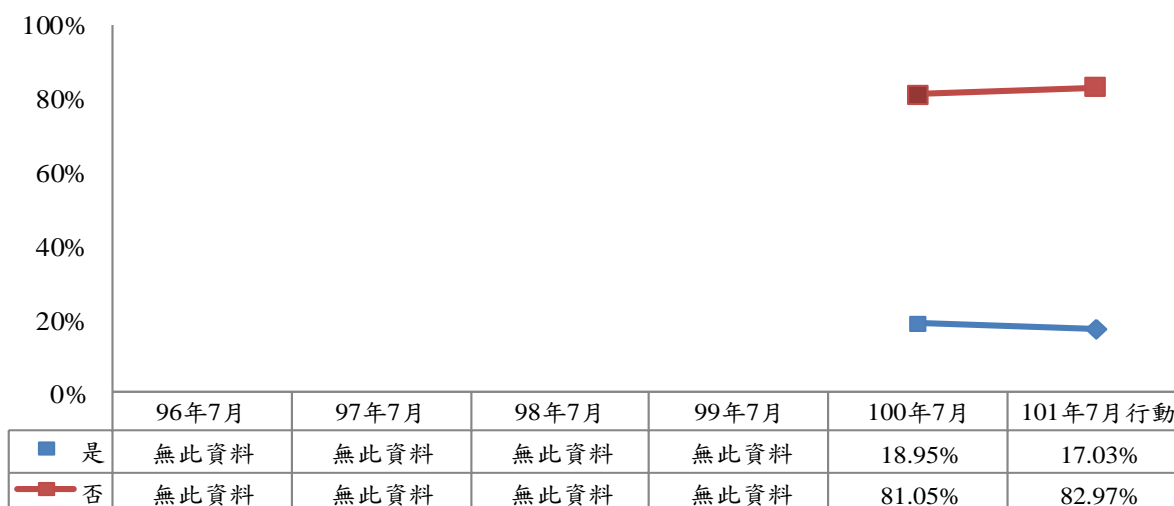 100%
80%
60%
40%
20%
0%
96年7月 97年7月 98年7月 99年7月 100年7月 101年7月行動
是 無此資料 無此資料 無此資料 無此資料 18.95% 17.03%
否 無此資料 無此資料 無此資料 無此資料 81.05% 82.97%